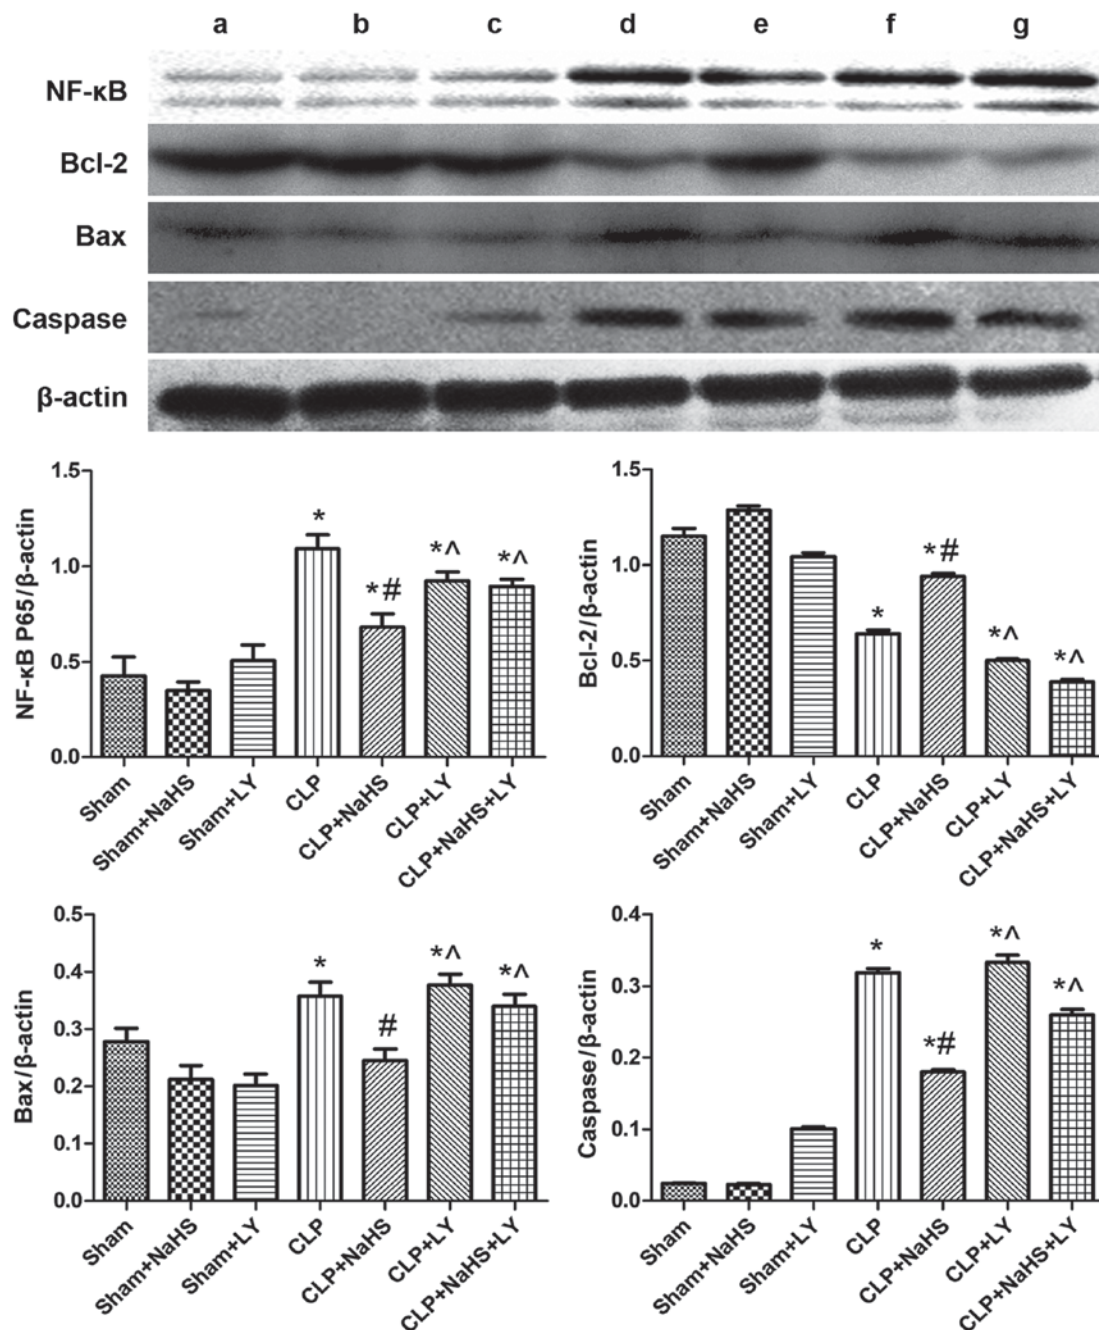 a b c d e f g
NF-κB
Bcl-2
Bax
Caspase
β-actin
NF-κB P65/β-actin
1.5
1.0
0.5
0.0
*
*#
*^
*^
Sham
Sham+NaHS
Sham+LY
CLP
CLP+NaHS
CLP+LY
CLP+NaHS+LY
Bcl-2/β-actin
1.5
1.0
0.5
0.0
*
*#
*^
*^
Sham
Sham+NaHS
Sham+LY
CLP
CLP+NaHS
CLP+LY
CLP+NaHS+LY
Bax/β-actin
0.5
0.4
0.3
0.2
0.1
0.0
*
#
*^
*^
Sham
Sham+NaHS
Sham+LY
CLP
CLP+NaHS
CLP+LY
CLP+NaHS+LY
Caspase/β-actin
0.4
0.3
0.2
0.1
0.0
*
*#
*^
*^
Sham
Sham+NaHS
Sham+LY
CLP
CLP+NaHS
CLP+LY
CLP+NaHS+LY